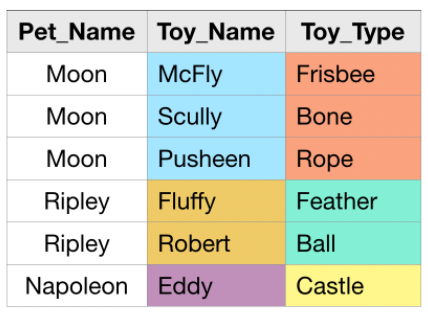 Pet_Name Toy_Name Toy_Type
Moon McFly Frisbee
Moon Scully Bone
Moon Pusheen Rope
Ripley Fluffy Feather
Ripley Robert Ball
Napoleon Eddy Castle